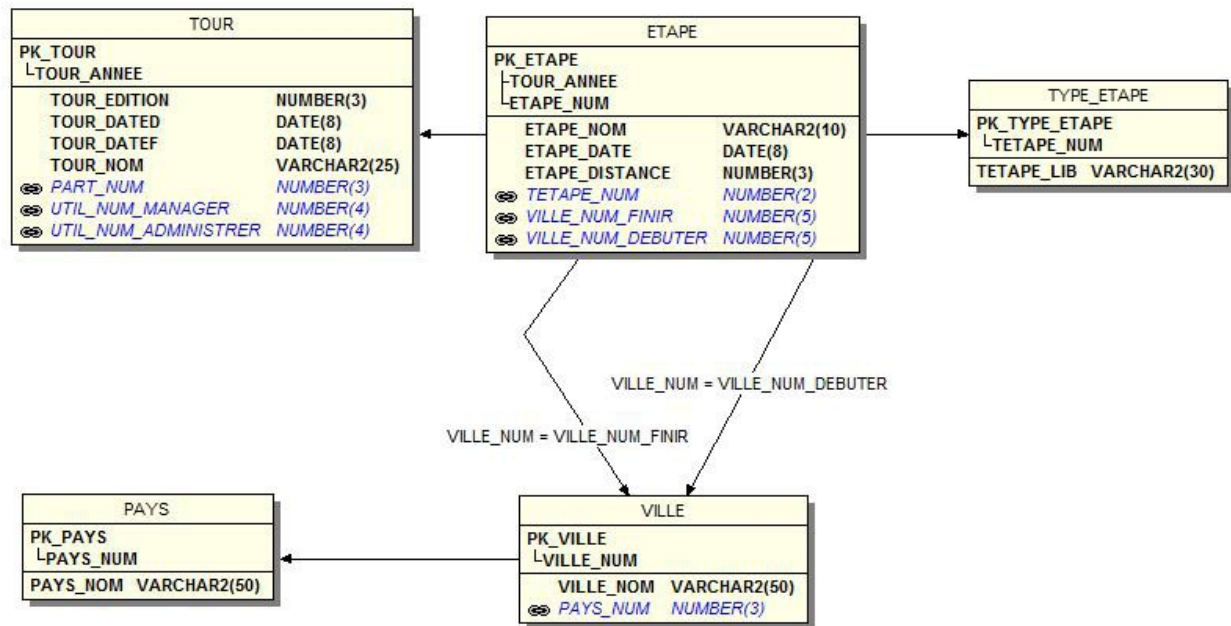 TOUR
PK_TOUR
TOUR_ANNEE
TOUR_EDITION NUMBER(3)
TOUR_DATED DATE(8)
TOUR_DATEF DATE(8)
TOUR_NOM VARCHAR2(25)
PART_NUM NUMBER(3)
UTIL_NUM_MANAGER NUMBER(4)
UTIL_NUM_ADMINISTRER NUMBER(4)
ETAPE
PK_ETAPE
TOUR_ANNEE
ETAPE_NUM
ETAPE_NOM VARCHAR2(10)
ETAPE_DATE DATE(8)
ETAPE_DISTANCE NUMBER(3)
TETAPE_NUM NUMBER(2)
VILLE_NUM_FINIR NUMBER(5)
VILLE_NUM_DEBUTER NUMBER(5)
TYPE_ETAPE
PK_TYPE_ETAPE
TETAPE_NUM
TETAPE_LIB VARCHAR2(30)
VILLE_NUM = VILLE_NUM_DEBUTER
VILLE_NUM = VILLE_NUM_FINIR
PAYS
PK_PAYS
PAYS_NUM
PAYS_NOM VARCHAR2(50)
VILLE
PK_VILLE
VILLE_NUM
VILLE_NOM VARCHAR2(50)
PAYS_NUM NUMBER(3)